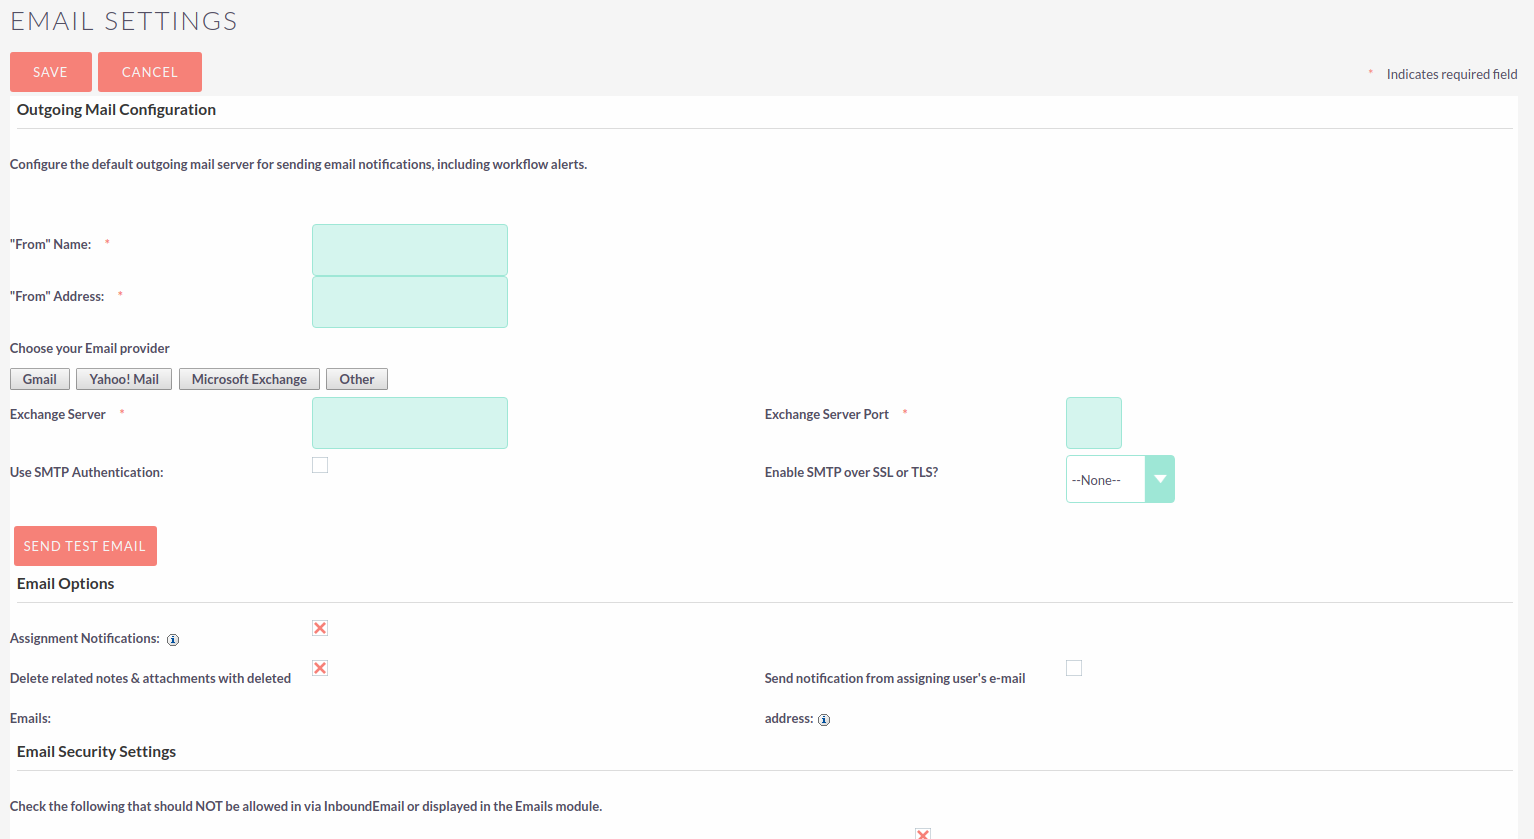 EMAIL SETTINGS
SAVE CANCEL
* Indicates required field
Outgoing Mail Configuration
Configure the default outgoing mail server for sending email notifications, including workflow alerts.
"From" Name: *
"From" Address: *
Choose your Email provider
Gmail Yahoo! Mail Microsoft Exchange Other
Exchange Server * Exchange Server Port *
Use SMTP Authentication: Enable SMTP over SSL or TLS?
--None--
SEND TEST EMAIL
Email Options
Assignment Notifications: i
Delete related notes & attachments with deleted
Emails:
Send notification from assigning user's e-mail
address: i
Email Security Settings
Check the following that should NOT be allowed in via InboundEmail or displayed in the Emails module.